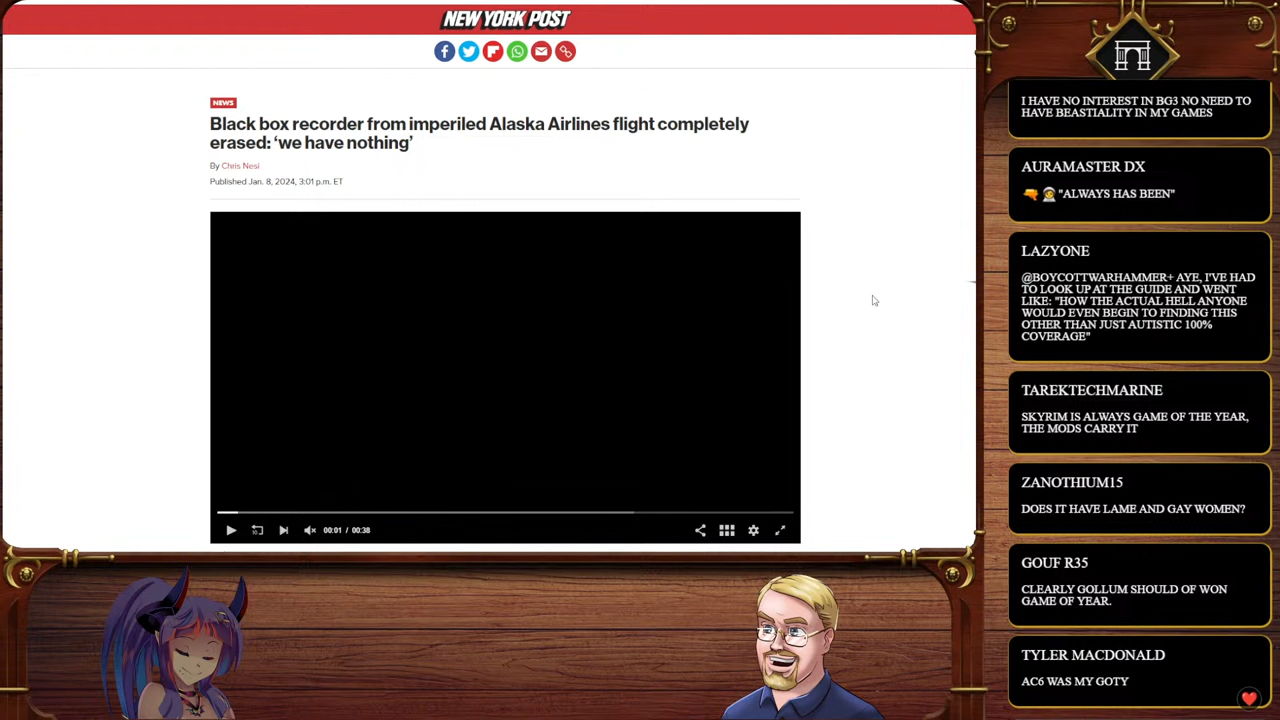 NEW YORK POST
NEWS
Black box recorder from imperiled Alaska Airlines flight completely
erased: ‘we have nothing’
By Chris Nesi
Published Jan. 8, 2024, 3:01 p.m. ET
10
00:01 / 00:38
I HAVE NO INTEREST IN BG3 NO NEED TO
HAVE BEASTIALITY IN MY GAMES
AURAMASTER DX
"ALWAYS HAS BEEN"
LAZYONE
@BOYCOTTWARHAMMER+ AYE, I'VE HAD
TO LOOK UP AT THE GUIDE AND WENT
LIKE: "HOW THE ACTUAL HELL ANYONE
WOULD EVEN BEGIN TO FINDING THIS
OTHER THAN JUST AUTISTIC 100%
COVERAGE"
TAREKTECHMARINE
SKYRIM IS ALWAYS GAME OF THE YEAR,
THE MODS CARRY IT
ZANOTHIUM15
DOES IT HAVE LAME AND GAY WOMEN?
GOUF R35
CLEARLY GOLLUM SHOULD OF WON
GAME OF YEAR.
TYLER MACDONALD
AC6 WAS MY GOTY